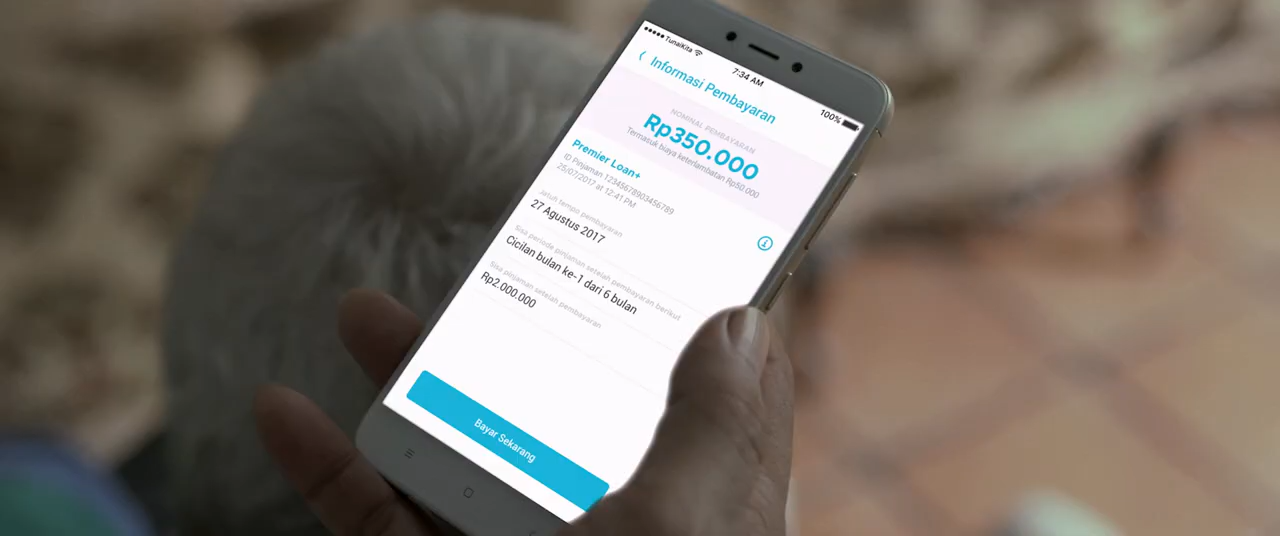 TunaiKita
7:34 AM
100%
Informasi Pembayaran
NOMINAL PEMBAYARAN
Rp350.000
Termasuk biaya keterlambatan Rp50.000
Premier Loan+
ID Pinjaman 12345678903456789
25/07/2017 at 12:41 PM
Jatuh tempo pembayaran
27 Agustus 2017
Sisa periode pinjaman setelah pembayaran berikut
Cicilan bulan ke-1 dari 6 bulan
Sisa pinjaman setelah pembayaran
Rp2.000.000
Bayar Sekarang